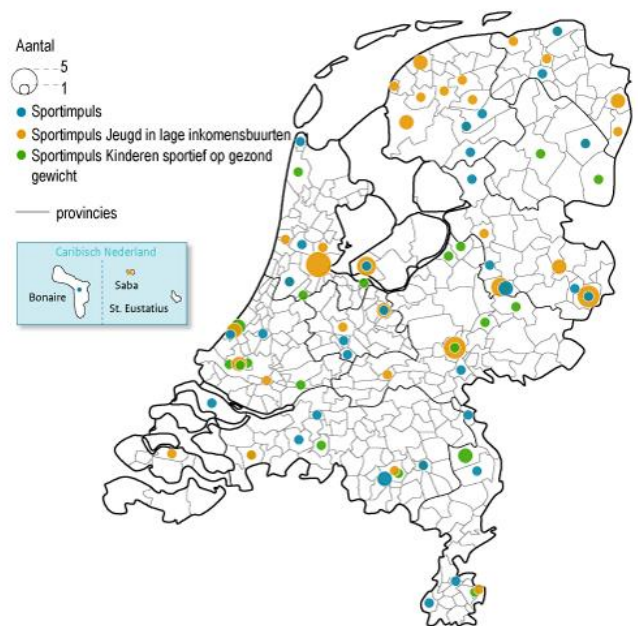 Aantal
5
1
Sportimpuls
Sportimpuls Jeugd in lage inkomensbuurten
Sportimpuls Kinderen sportief op gezond
gewicht
provincies
Caribisch Nederland
Saba
Bonaire
St. Eustatius